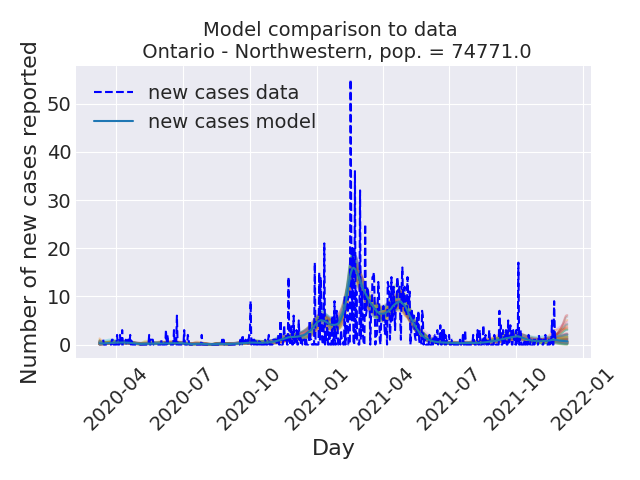 Model comparison to data
Ontario - Northwestern, pop. = 74771.0
new cases data
new cases model
Number of new cases reported
50
40
30
20
10
0
2020-04
2020-07
2020-10
2021-01
2021-04
2021-07
2021-10
2022-01
Day